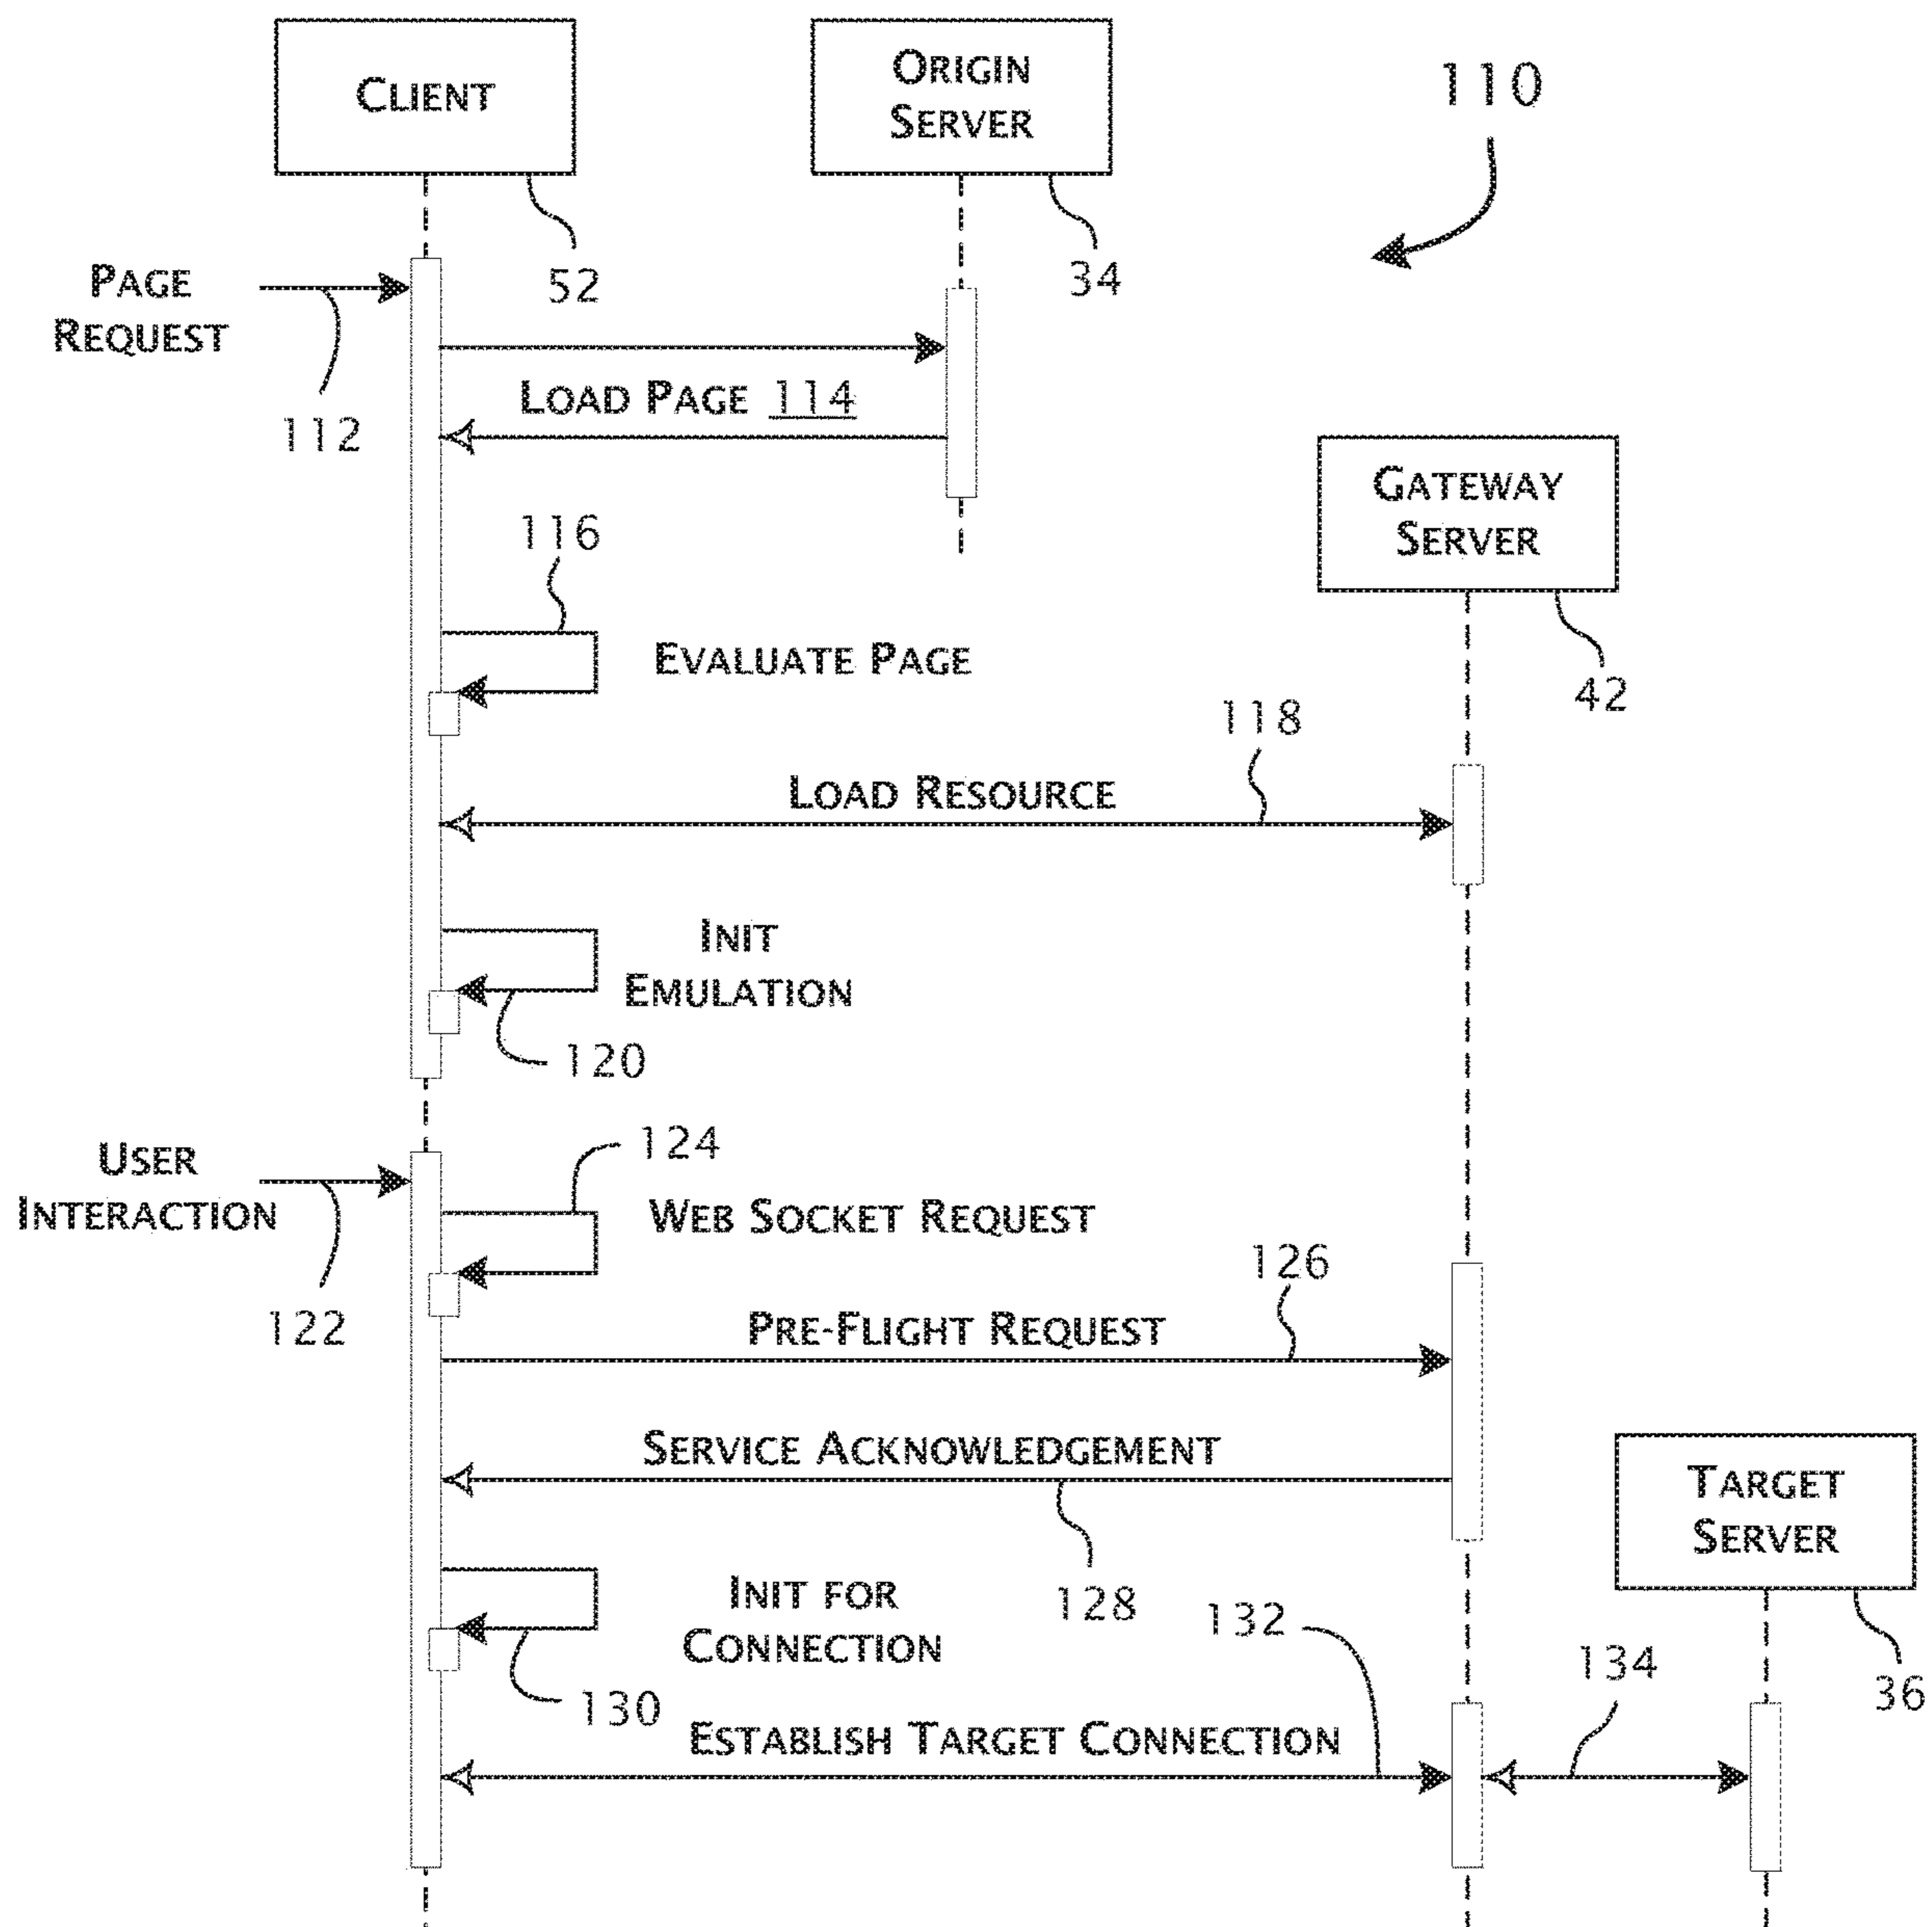 CLIENT
ORIGIN
SERVER
110
52
34
PAGE
REQUEST
112
LOAD PAGE 114
GATEWAY
SERVER
42
116
EVALUATE PAGE
118
LOAD RESOURCE
INIT
EMULATION
120
USER
INTERACTION
122
124
WEB SOCKET REQUEST
126
PRE-FLIGHT REQUEST
SERVICE ACKNOWLEDGEMENT
128
TARGET
SERVER
36
INIT FOR
CONNECTION
130
132
134
ESTABLISH TARGET CONNECTION